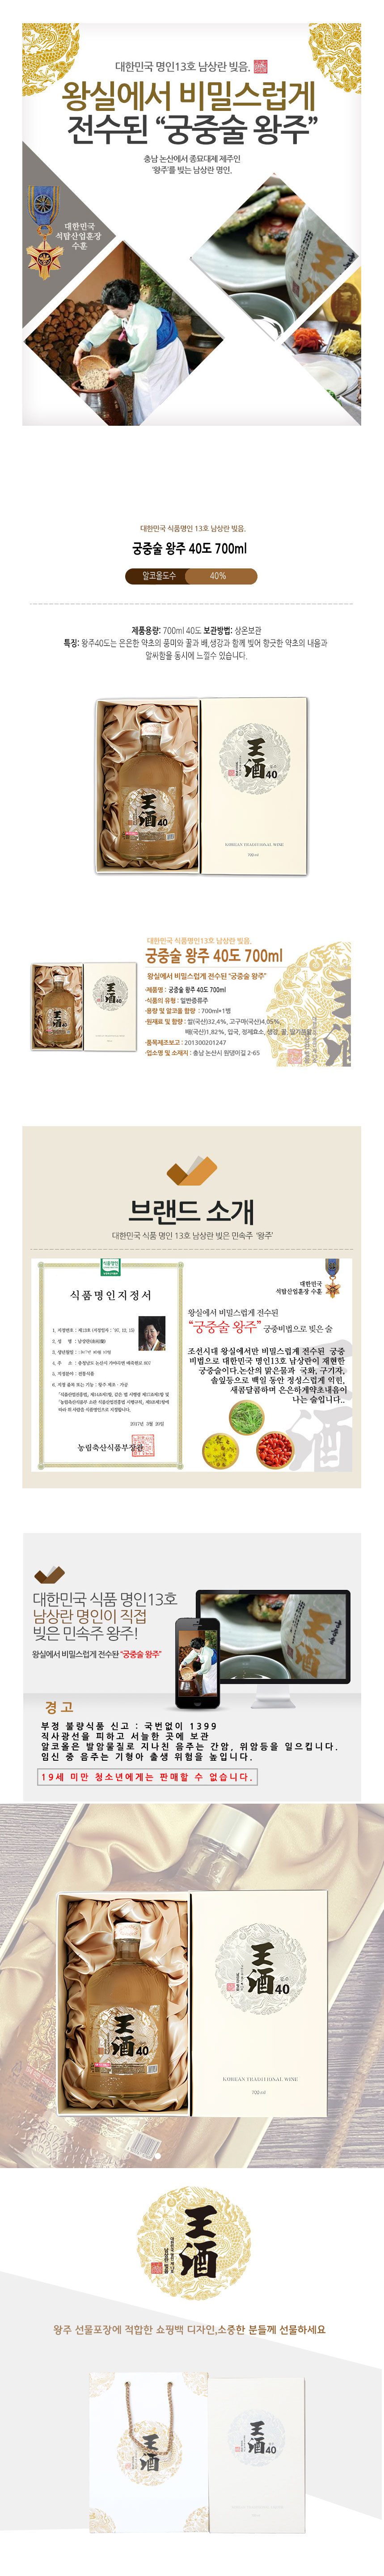 대한민국 명인13호 남상란 빚음.
왕실에서 비밀스럽게
전수된 “궁중술 왕주”
충남 논산에서 종묘대제 제주인
‘왕주’를 빚는 남상란 명인.
대한민국
석탑산업훈장
수훈
대한민국 식품명인 13호 남상란 빚음.
궁중술 왕주 40도 700ml
알코올도수 40%
제품용량: 700ml 40도 보관방법: 상온보관
특징: 왕주40도는 은은한 약초의 풍미와 꿀과 배,생강과 함께 빚어 향긋한 약초의 내음과
알싸함을 동시에 느낄수 있습니다.
王酒 40
王酒 40
KOREAN TRADITIONAL WINE
700ml
대한민국 식품명인13호 남상란 빚음.
궁중술 왕주 40도 700ml
왕실에서 비밀스럽게 전수된 “궁중술 왕주”
·제품명 : 궁중술 왕주 40도 700ml
·식품의 유형 : 일반증류주
·용량 및 알코올 함량 : 700ml*1병
·원재료 및 함량 : 쌀(국산)32,4%, 고구마(국산)4,05%,
배(국산)1,82%, 입국, 정제효소, 생강, 꿀, 밀가루
·품목제조보고 : 201300201247
·업소명 및 소재지 : 충남 논산시 원앵이길 2-65
브랜드 소개
대한민국 식품 명인 13호 남상란 빚은 민속주 ‘왕주’
식품명인
식품명인지정서
2017년 3월 20일
농림축산식품부장관
대한민국
석탑산업훈장 수훈
왕실에서 비밀스럽게 전수된
“궁중술 왕주” 궁중비법으로 빚은 술
조선시대 왕실에서만 비밀스럽게 전수된 궁중
비법으로 대한민국 명인13호 남상란이 재현한
궁중술이다.논산의 맑은물과 국화, 구기자,
솔잎등으로 백일 동안 정성스럽게 익힌,
새콤달콤하며 은은하게약초내음이
나는 술입니다..
대한민국 식품 명인13호
남상란 명인이 직접
빚은 민속주 왕주!
왕실에서 비밀스럽게 전수된 “궁중술 왕주”
경고
부정 불량식품 신고 : 국번없이 1399
직사광선을 피하고 서늘한 곳에 보관
알코올은 발암물질로 지나친 음주는 간암, 위암등을 일으킵니다.
임신 중 음주는 기형아 출생 위험을 높입니다.
19세 미만 청소년에게는 판매할 수 없습니다.
王酒 40
王酒 40
KOREAN TRADITIONAL WINE
700ml
王酒
왕주 선물포장에 적합한 쇼핑백 디자인,소중한 분들께 선물하세요
王酒
王酒 40